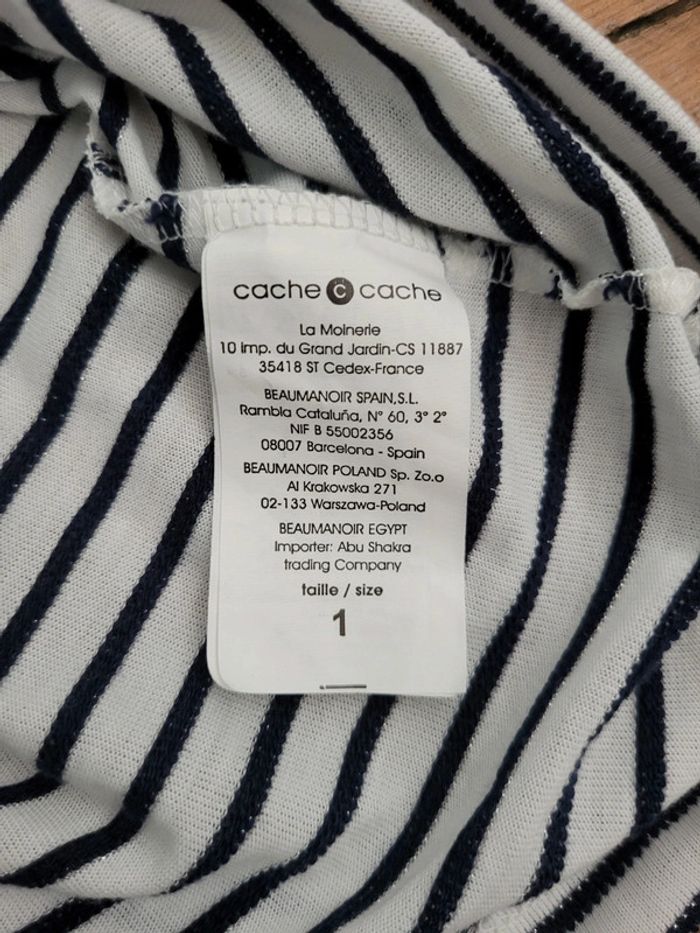 cache c cache
La Moinerie
10 imp. du Grand Jardin-CS 11887
35418 ST Cedex-France
BEAUMANOIR SPAIN,S.L.
Rambla Cataluña, N° 60, 3° 2°
NIF B 55002356
08007 Barcelona - Spain
BEAUMANOIR POLAND Sp. Zo.o
Al Krakowska 271
02-133 Warszawa-Poland
BEAUMANOIR EGYPT
Importer: Abu Shakra
trading Company
taille / size
1